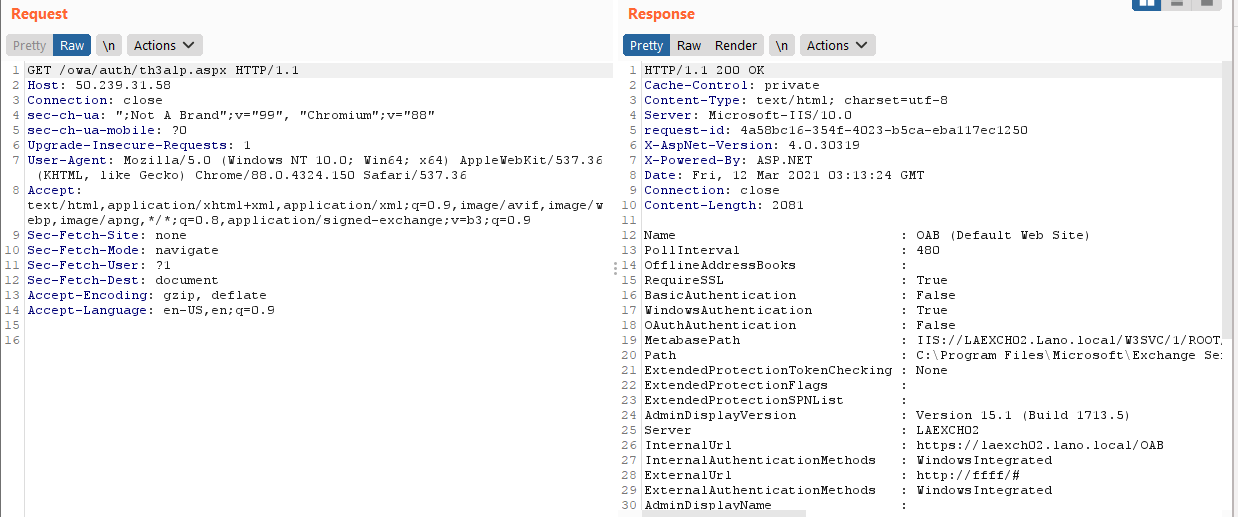 Request
Pretty Raw \n Actions
1 GET /owa/auth/th3alp.aspx HTTP/1.1
2 Host: 50.239.31.58
3 Connection: close
4 sec-ch-ua: ";Not A Brand";v="99", "Chromium";v="88"
5 sec-ch-ua-mobile: ?0
6 Upgrade-Insecure-Requests: 1
7 User-Agent: Mozilla/5.0 (Windows NT 10.0; Win64; x64) AppleWebKit/537.36
(KHTML, like Gecko) Chrome/88.0.4324.150 Safari/537.36
8 Accept:
text/html,application/xhtml+xml,application/xml;q=0.9,image/avif,image/w
ebp,image/apng,*/*;q=0.8,application/signed-exchange;v=b3;q=0.9
9 Sec-Fetch-Site: none
10 Sec-Fetch-Mode: navigate
11 Sec-Fetch-User: ?1
12 Sec-Fetch-Dest: document
13 Accept-Encoding: gzip, deflate
14 Accept-Language: en-US,en;q=0.9
15
16
Response
Pretty Raw Render \n Actions
1 HTTP/1.1 200 OK
2 Cache-Control: private
3 Content-Type: text/html; charset=utf-8
4 Server: Microsoft-IIS/10.0
5 request-id: 4a58bc16-354f-4023-b5ca-eba117ec1250
6 X-AspNet-Version: 4.0.30319
7 X-Powered-By: ASP.NET
8 Date: Fri, 12 Mar 2021 03:13:24 GMT
9 Connection: close
10 Content-Length: 2081
11
12 Name : OAB (Default Web Site)
13 PollInterval : 480
14 OfflineAddressBooks :
15 RequireSSL : True
16 BasicAuthentication : False
17 WindowsAuthentication : True
18 OAuthAuthentication : False
19 MetabasePath : IIS://LAEXCH02.Lano.local/W3SVC/1/ROOT/
20 Path : C:\Program Files\Microsoft\Exchange Se
21 ExtendedProtectionTokenChecking : None
22 ExtendedProtectionFlags :
23 ExtendedProtectionSPNList :
24 AdminDisplayVersion : Version 15.1 (Build 1713.5)
25 Server : LAEXCH02
26 InternalUrl : https://laexch02.lano.local/OAB
27 InternalAuthenticationMethods : WindowsIntegrated
28 ExternalUrl : http://ffff/#
29 ExternalAuthenticationMethods : WindowsIntegrated
30 AdminDisplayName :